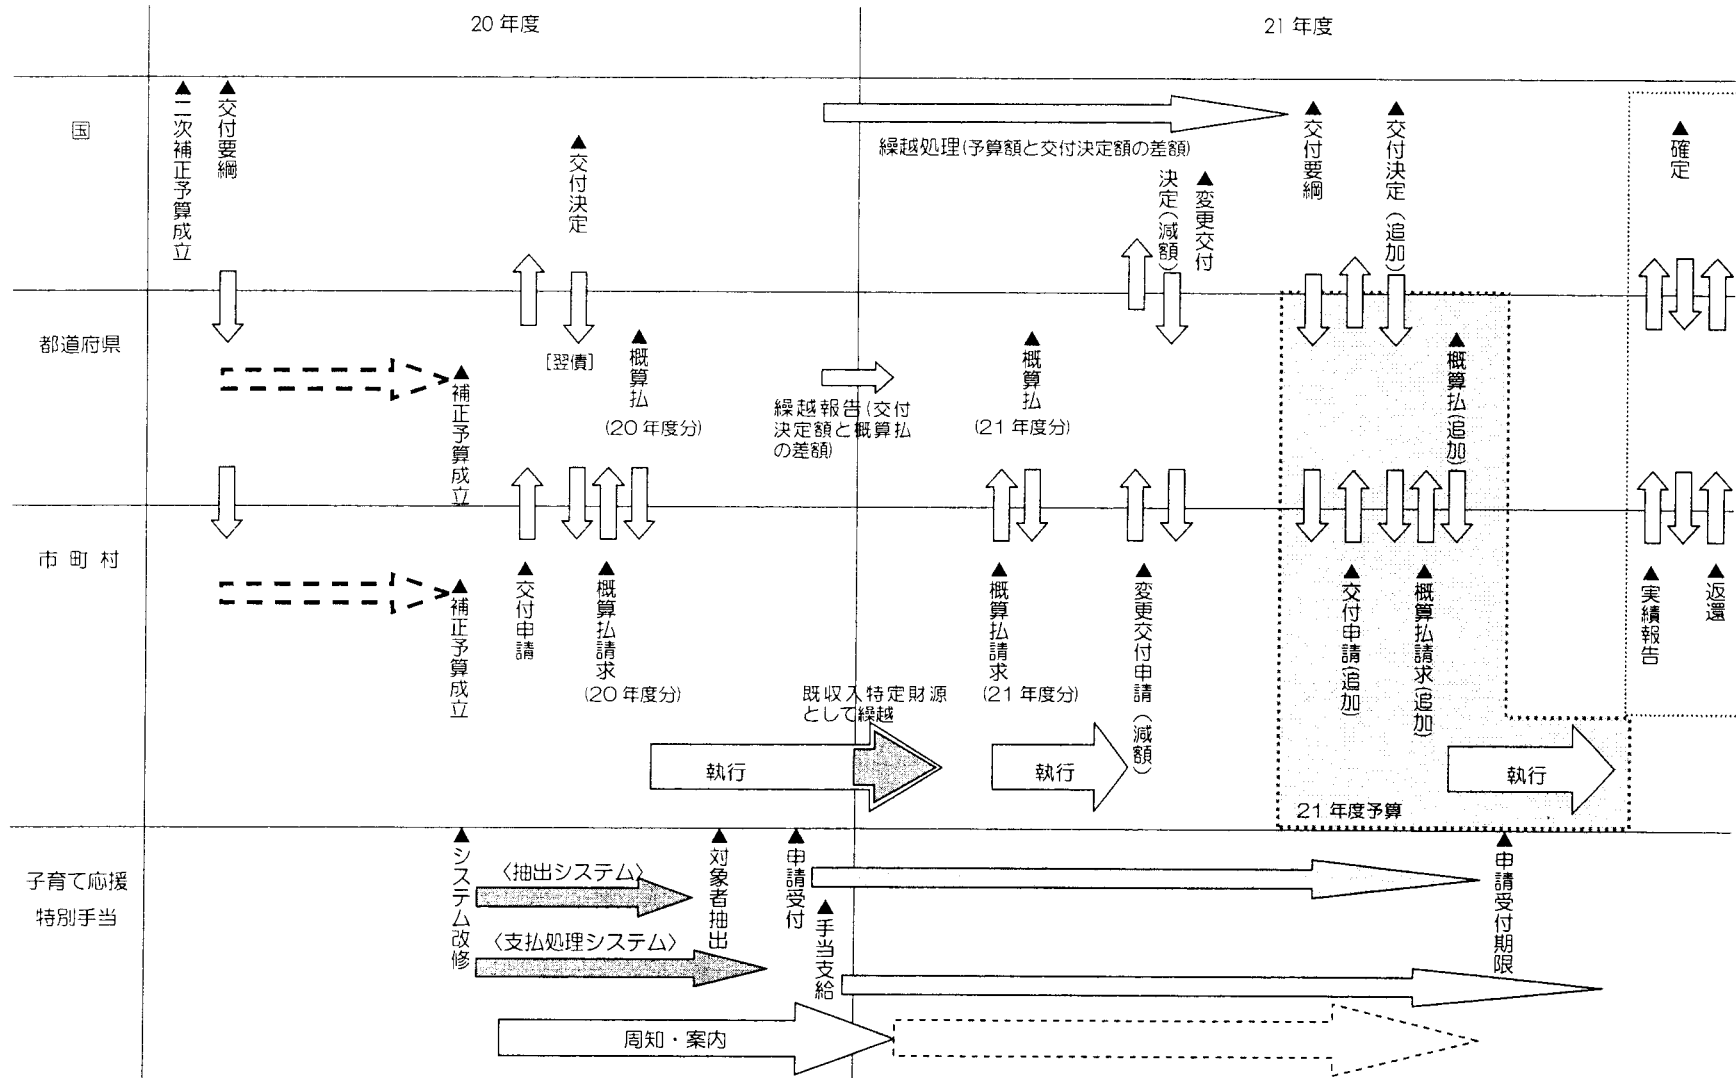 20年度
21年度
国
▲二次補正予算成立
▲交付要綱
▲交付決定
繰越処理(予算額と交付決定額の差額)
▲変更交付
決定(減額)
▲交付要綱
▲交付決定(追加)
▲確定
都道府県
▲補正予算成立
[翌債]
▲概算払
(20年度分)
繰越報告(交付
決定額と概算払
の差額)
▲概算払
(21年度分)
▲概算払(追加)
市町村
▲補正予算成立
▲交付申請
▲概算払請求
(20年度分)
既収入特定財源
として繰越
▲概算払請求
(21年度分)
▲変更交付申請(減額)
▲交付申請(追加)
▲概算払請求(追加)
▲実績報告
▲返還
執行
執行
執行
21年度予算
子育て応援
特別手当
▲システム改修
〈抽出システム〉
〈支払処理システム〉
▲対象者抽出
▲申請受付
▲手当支給
▲申請受付期限
周知・案内